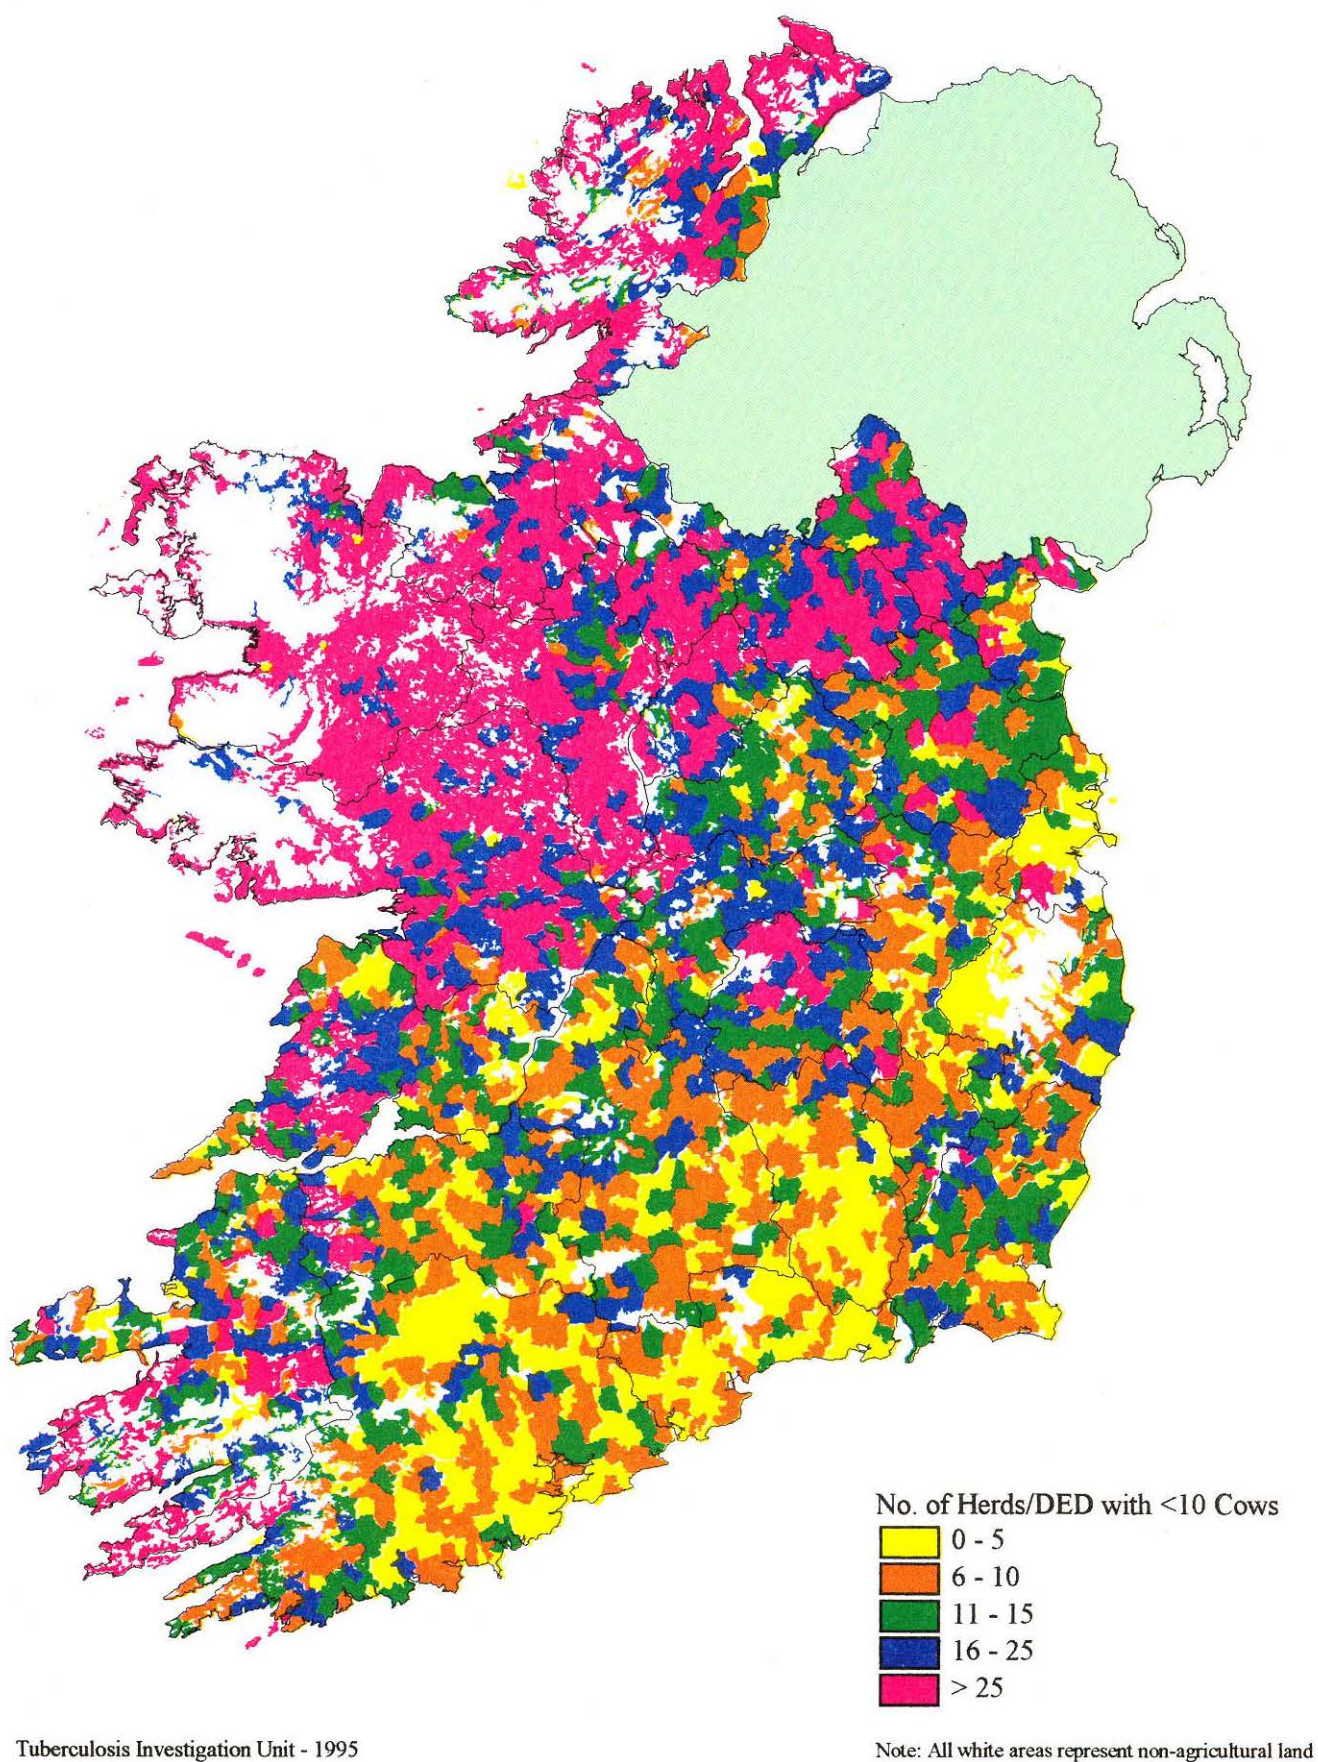 No. of Herds/DED with <10 Cows
0 - 5
6 - 10
11 - 15
16 - 25
> 25
Tuberculosis Investigation Unit - 1995
Note: All white areas represent non-agricultural land